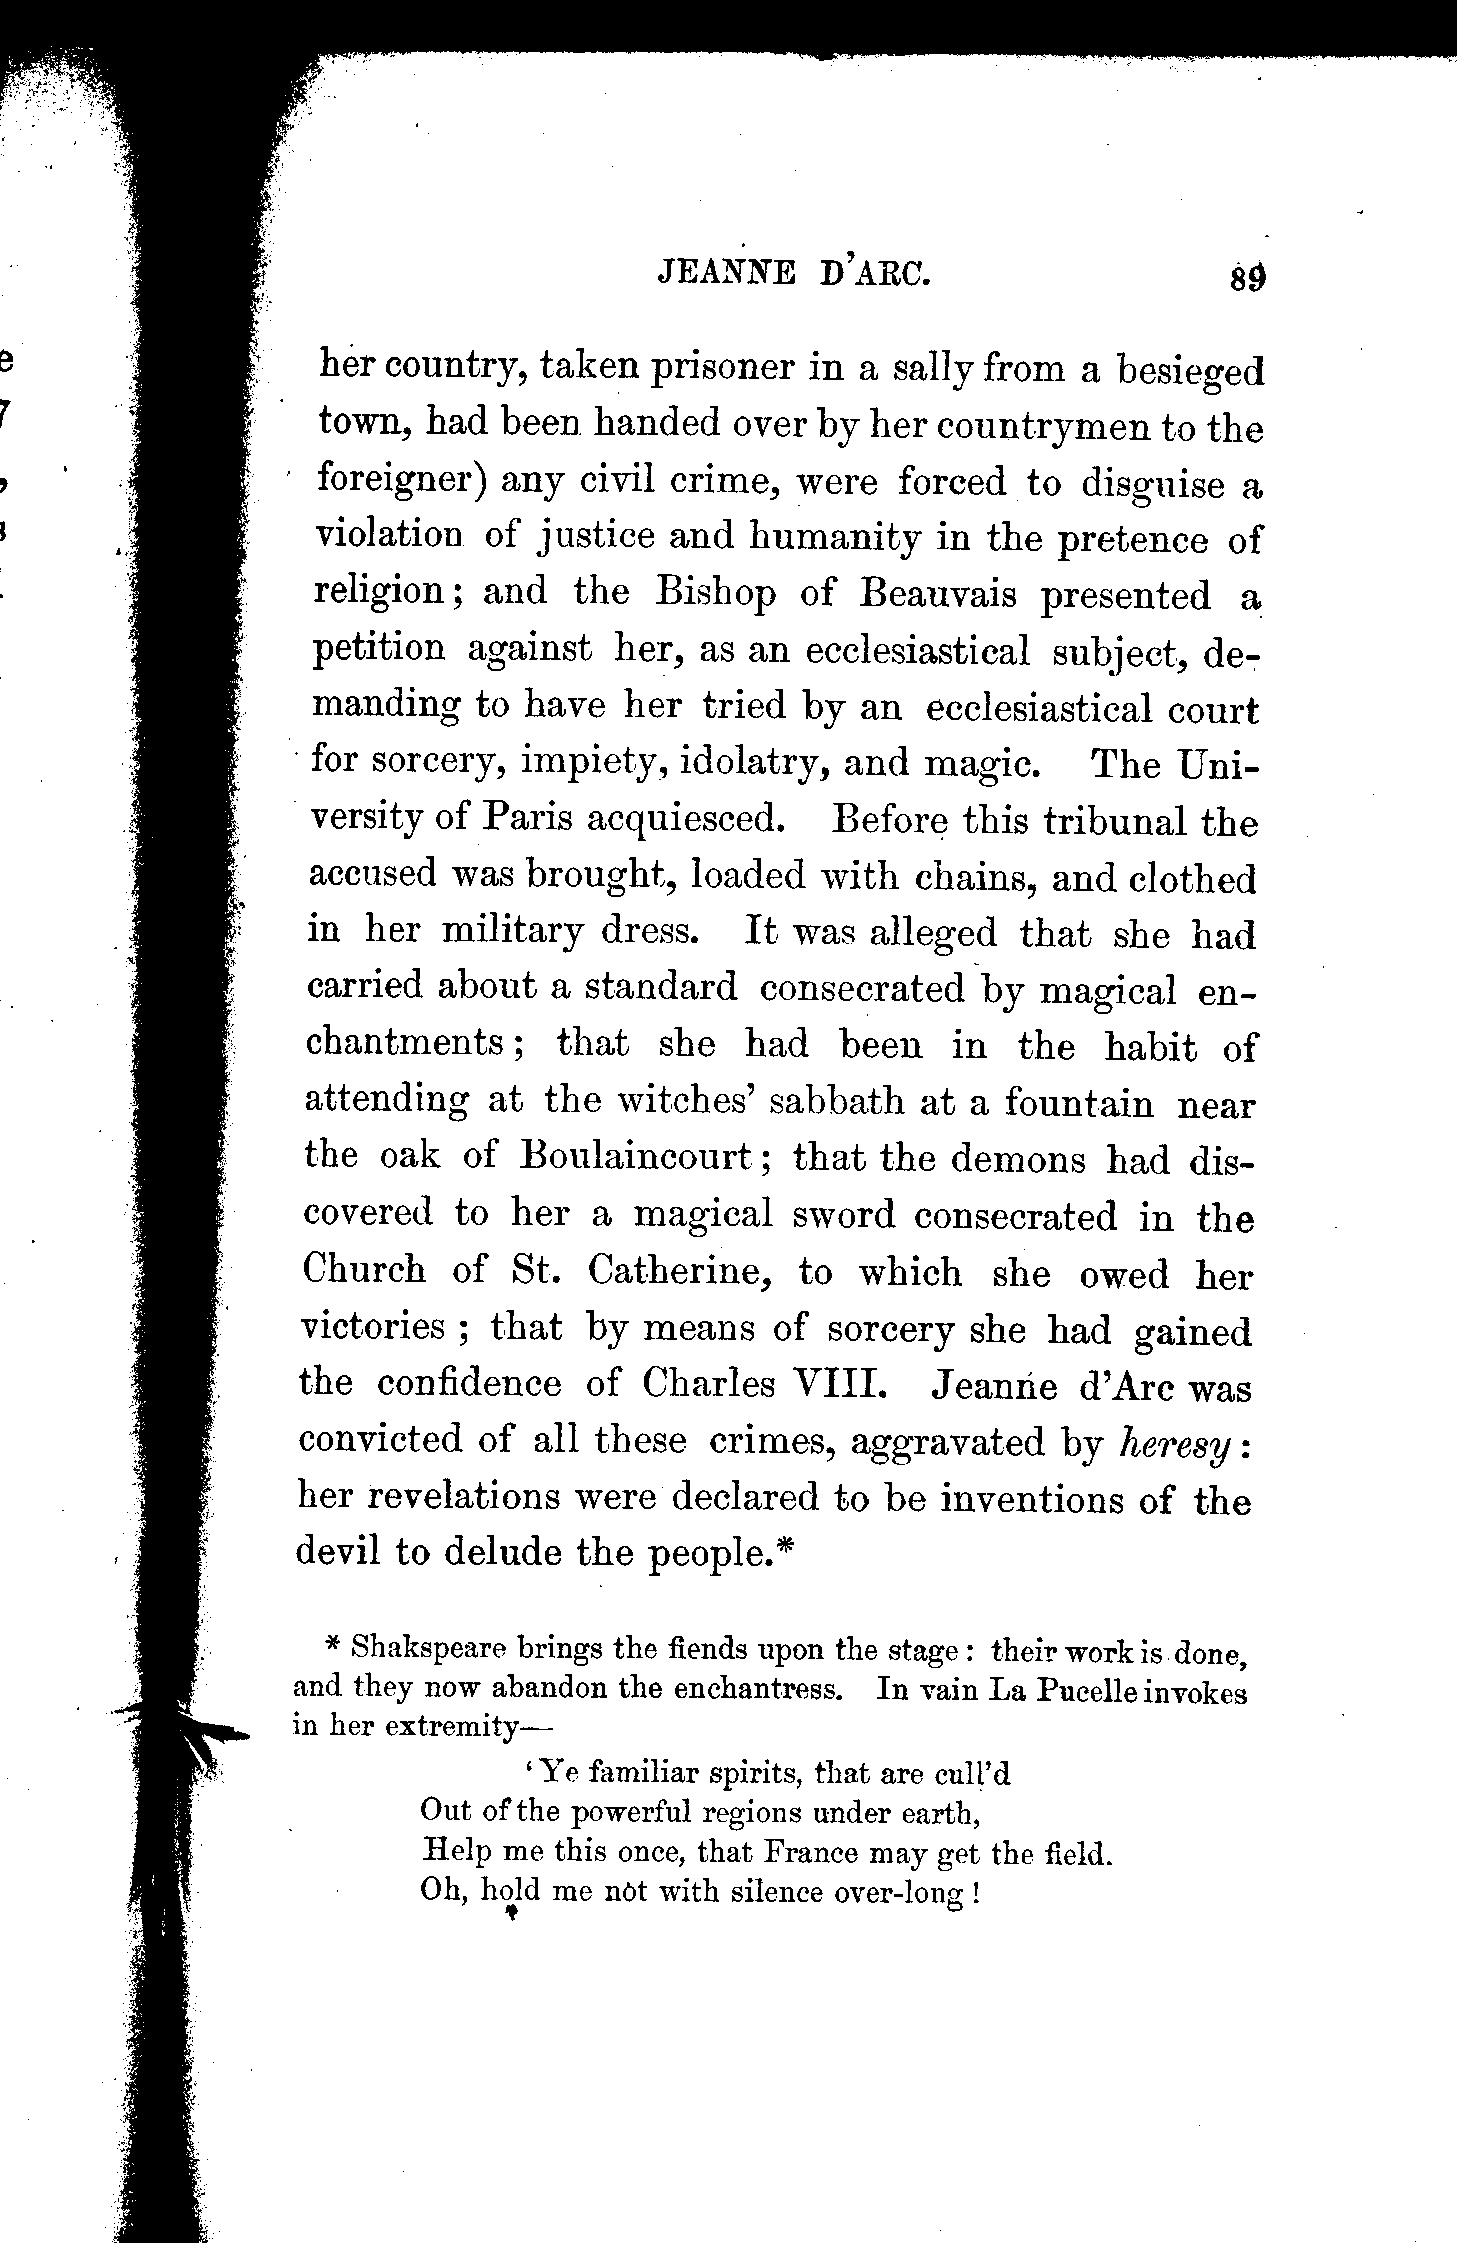 JEANNE D'ARC. 89
her country, taken prisoner in a sally from a besieged
town, had been handed over by her countrymen to the
foreigner) any civil crime, were forced to disguise a
violation of justice and humanity in the pretence of
religion; and the Bishop of Beauvais presented a
petition against her, as an ecclesiastical subject, de-
manding to have her tried by an ecclesiastical court
for sorcery, impiety, idolatry, and magic. The Uni-
versity of Paris acquiesced. Before this tribunal the
accused was brought, loaded with chains, and clothed
in her military dress. It was alleged that she had
carried about a standard consecrated by magical en-
chantments; that she had been in the habit of
attending at the witches' sabbath at a fountain near
the oak of Boulaincourt; that the demons had dis-
covered to her a magical sword consecrated in the
Church of St. Catherine, to which she owed her
victories; that by means of sorcery she had gained
the confidence of Charles VIII. Jeanne d'Arc was
convicted of all these crimes, aggravated by heresy:
her revelations were declared to be inventions of the
devil to delude the people.*
* Shakspeare brings the fiends upon the stage: their work is done,
and they now abandon the enchantress. In vain La Pucelle invokes
in her extremity—
'Ye familiar spirits, that are cull'd
Out of the powerful regions under earth,
Help me this once, that France may get the field.
Oh, hold me not with silence over-long!